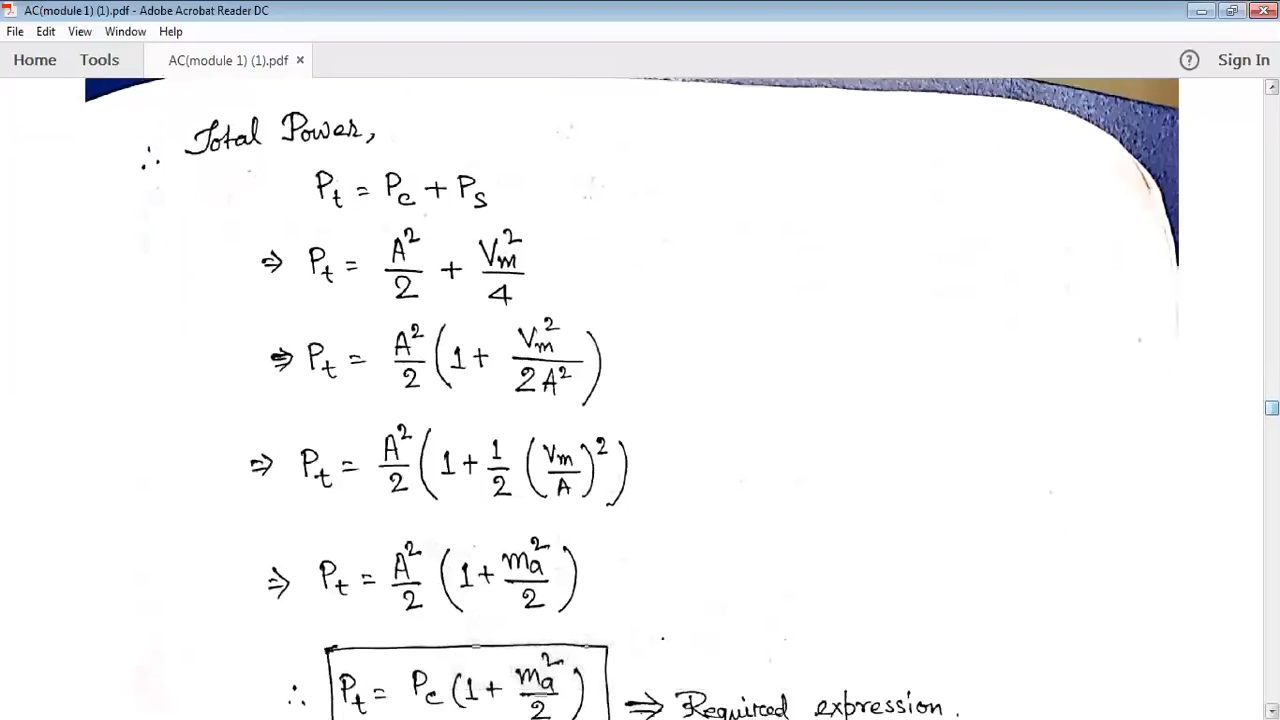 AC(module 1) (1).pdf - Adobe Acrobat Reader DC
File Edit View Window Help
Home Tools AC(module 1) (1).pdf × ? Sign In
∴ Total Power,
Pt = Pc + Ps
⇒ Pt = A²/2 + Vm²/4
⇒ Pt = A²/2 (1 + Vm²/2A²)
⇒ Pt = A²/2 (1 + 1/2 (Vm/A)²)
⇒ Pt = A²/2 (1 + ma²/2)
∴ Pt = Pc (1 + ma²/2) ⇒ Required expression.